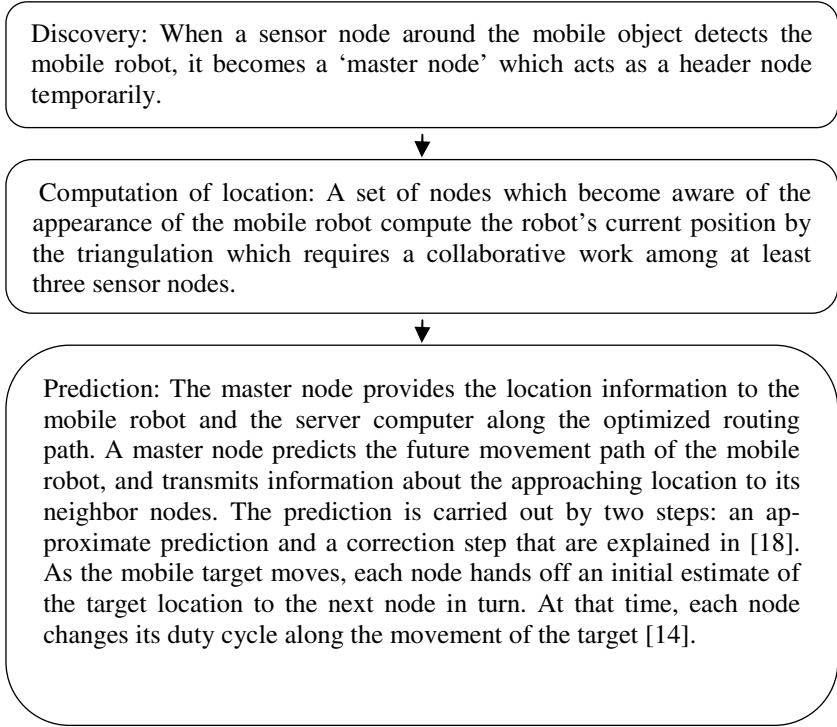 Discovery: When a sensor node around the mobile object detects the
mobile robot, it becomes a ‘master node’ which acts as a header node
temporarily.
Computation of location: A set of nodes which become aware of the
appearance of the mobile robot compute the robot’s current position by
the triangulation which requires a collaborative work among at least
three sensor nodes.
Prediction: The master node provides the location information to the
mobile robot and the server computer along the optimized routing
path. A master node predicts the future movement path of the mobile
robot, and transmits information about the approaching location to its
neighbor nodes. The prediction is carried out by two steps: an ap-
proximate prediction and a correction step that are explained in [18].
As the mobile target moves, each node hands off an initial estimate of
the target location to the next node in turn. At that time, each node
changes its duty cycle along the movement of the target [14].